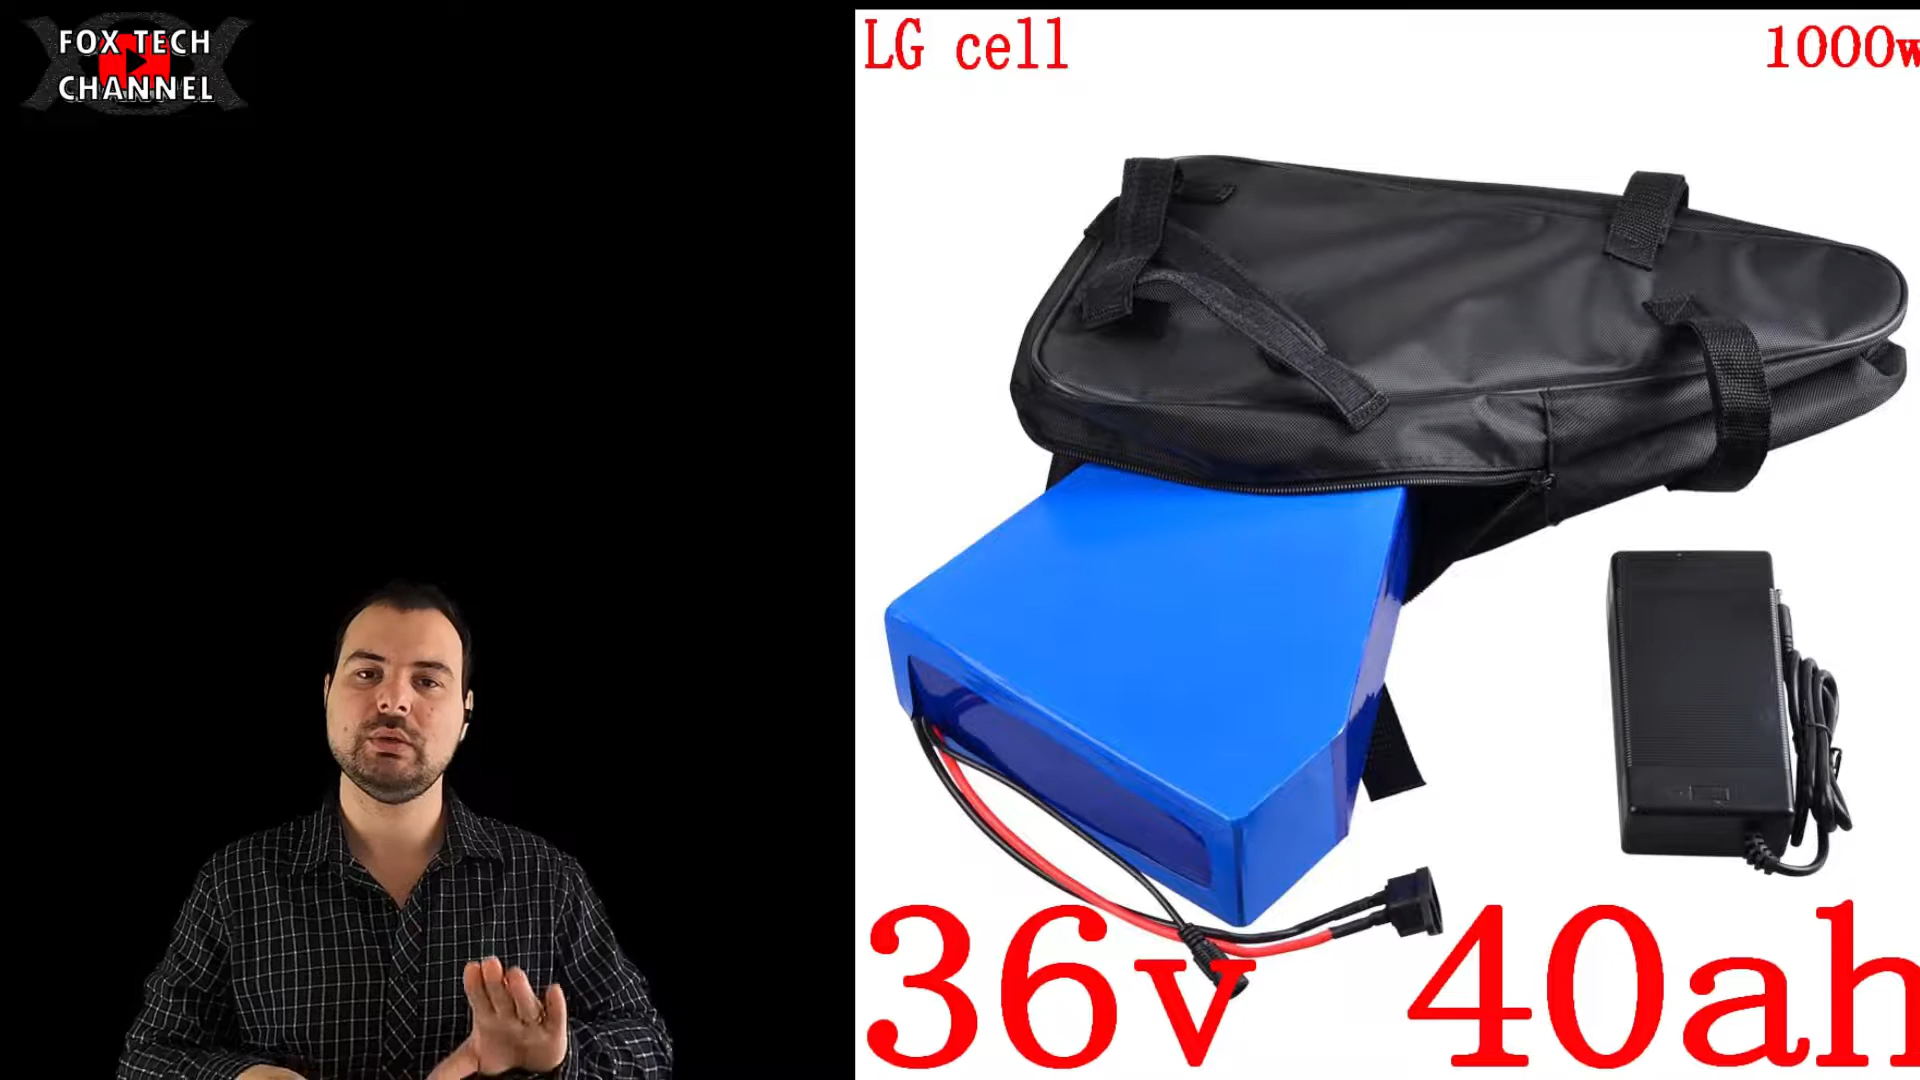 FOX TECH
CHANNEL
LG cell
1000w
36v
40ah